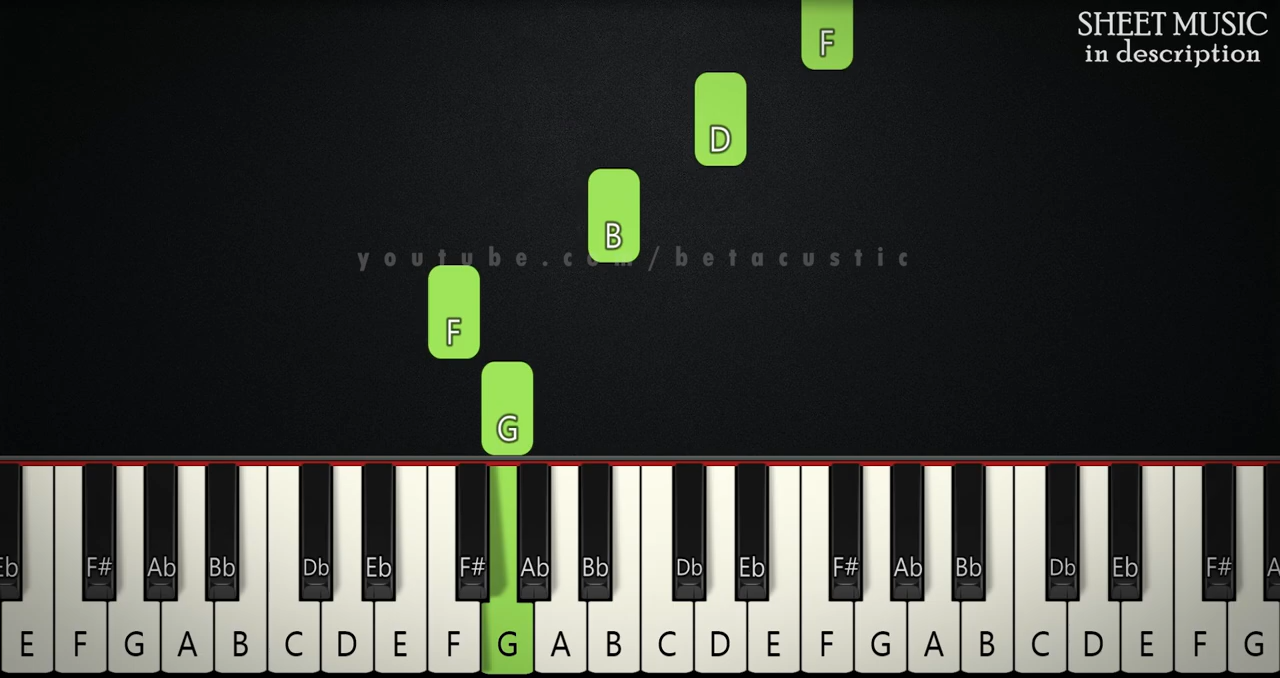 SHEET MUSIC
in description
F
D
B
youtube.com/betacustic
F
G
Eb F# Ab Bb Db Eb F# Ab Bb Db Eb F# Ab Bb Db Eb F# A
E F G A B C D E F G A B C D E F G A B C D E F G